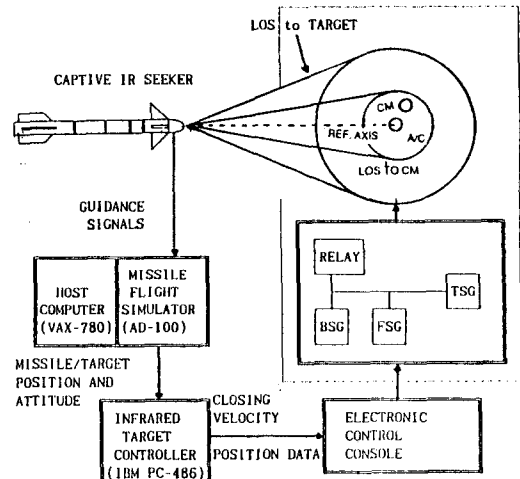 LOS to TARGET
CAPTIVE IR SEEKER
CM
REF. AXIS
A/C
LOS TO CM
GUIDANCE
SIGNALS
RELAY
TSG
BSG
FSG
HOST
COMPUTER
(VAX-780)
MISSILE
FLIGHT
SIMULATOR
(AD-100)
MISSILE/TARGET
POSITION AND
ATTITUDE
INFRARED
TARGET
CONTROLLER
(IBM PC-486)
CLOSING
VELOCITY
POSITION DATA
ELECTRONIC
CONTROL
CONSOLE